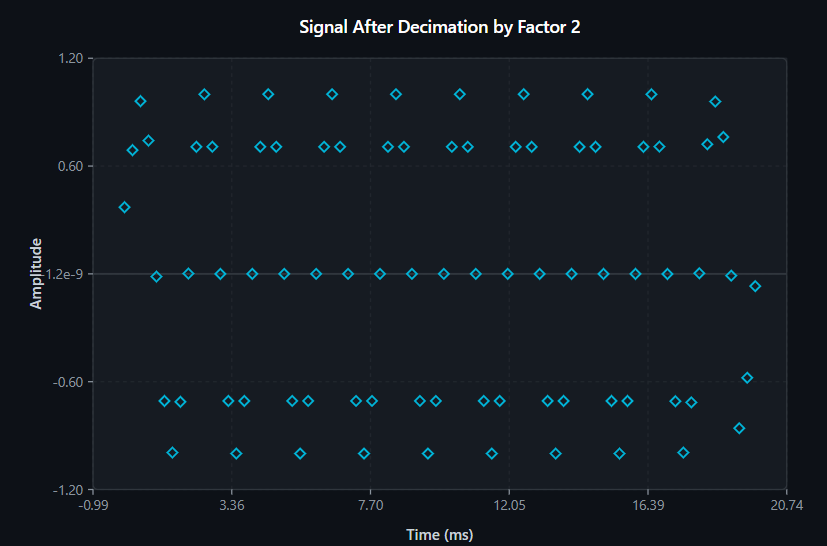 Signal After Decimation by Factor 2
1.20
0.60
-1.2e-9
-0.60
-1.20
Amplitude
-0.99 3.36 7.70 12.05 16.39 20.74
Time (ms)